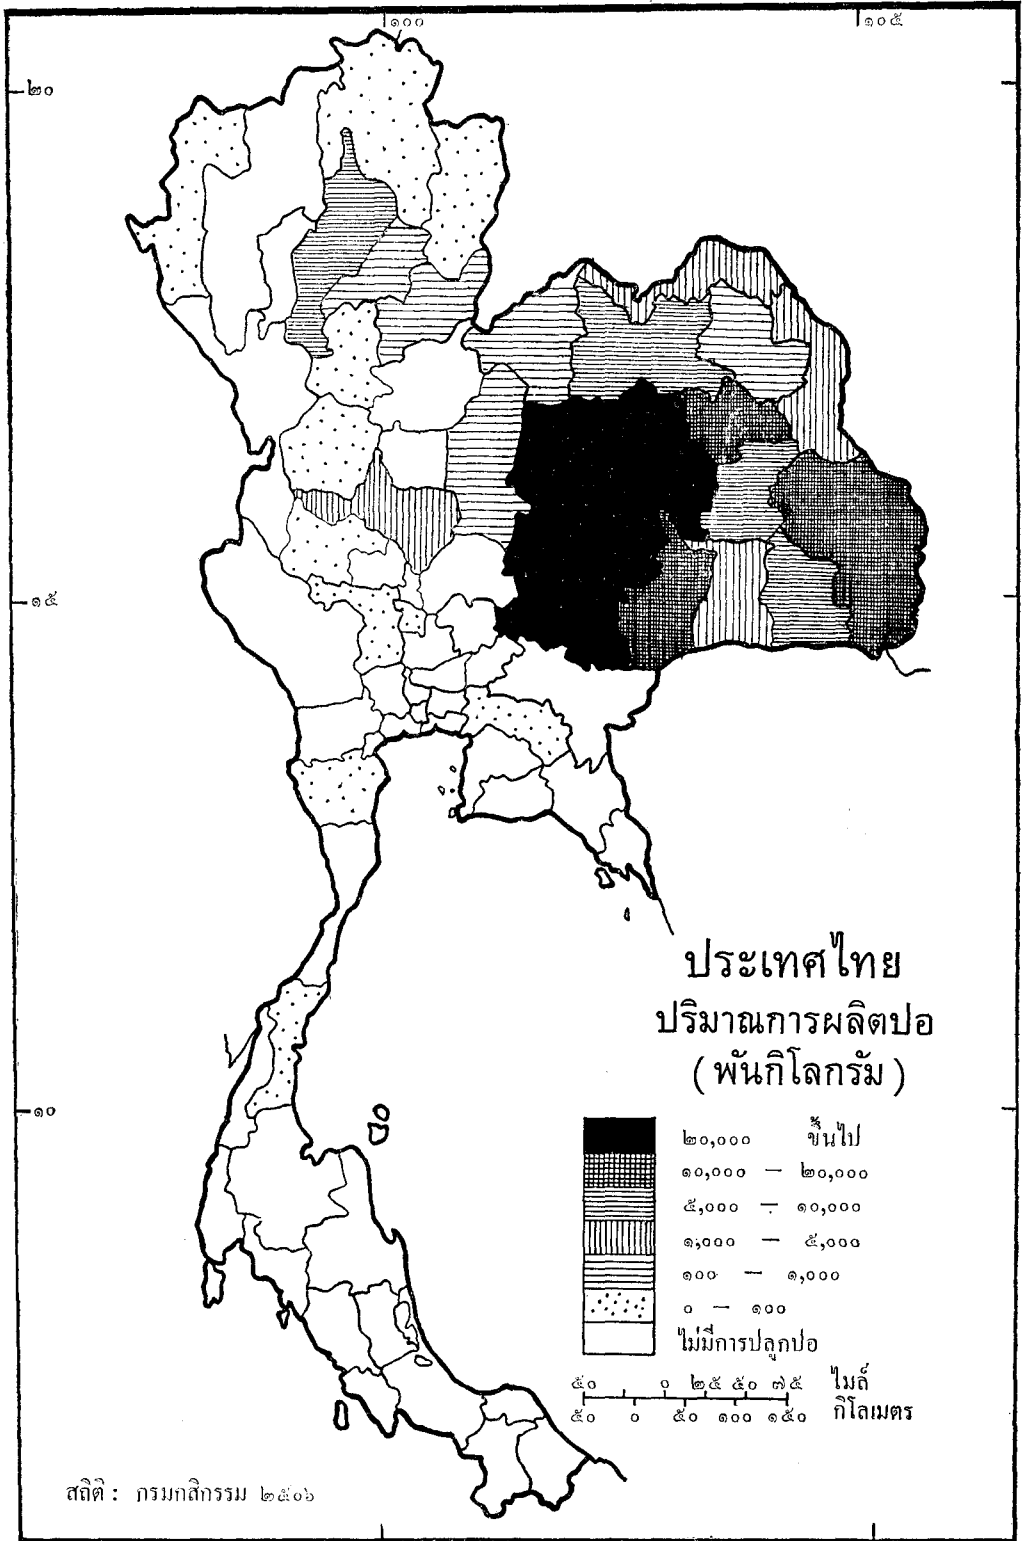 ๑๐๐
๑๐๕
๒๐
๑๕
๑๐
ประเทศไทย
ปริมาณการผลิตปอ
(พันกิโลกรัม)
๒๐,๐๐๐ ขึ้นไป
๑๐,๐๐๐ — ๒๐,๐๐๐
๕,๐๐๐ — ๑๐,๐๐๐
๑,๐๐๐ — ๕,๐๐๐
๑๐๐ — ๑,๐๐๐
๐ — ๑๐๐
ไม่มีการปลูกปอ
๕๐ ๐ ๒๕ ๕๐ ๗๕ ไมล์
๕๐ ๐ ๕๐ ๑๐๐ ๑๕๐ กิโลเมตร
สถิติ : กรมกสิกรรม ๒๕๐๖